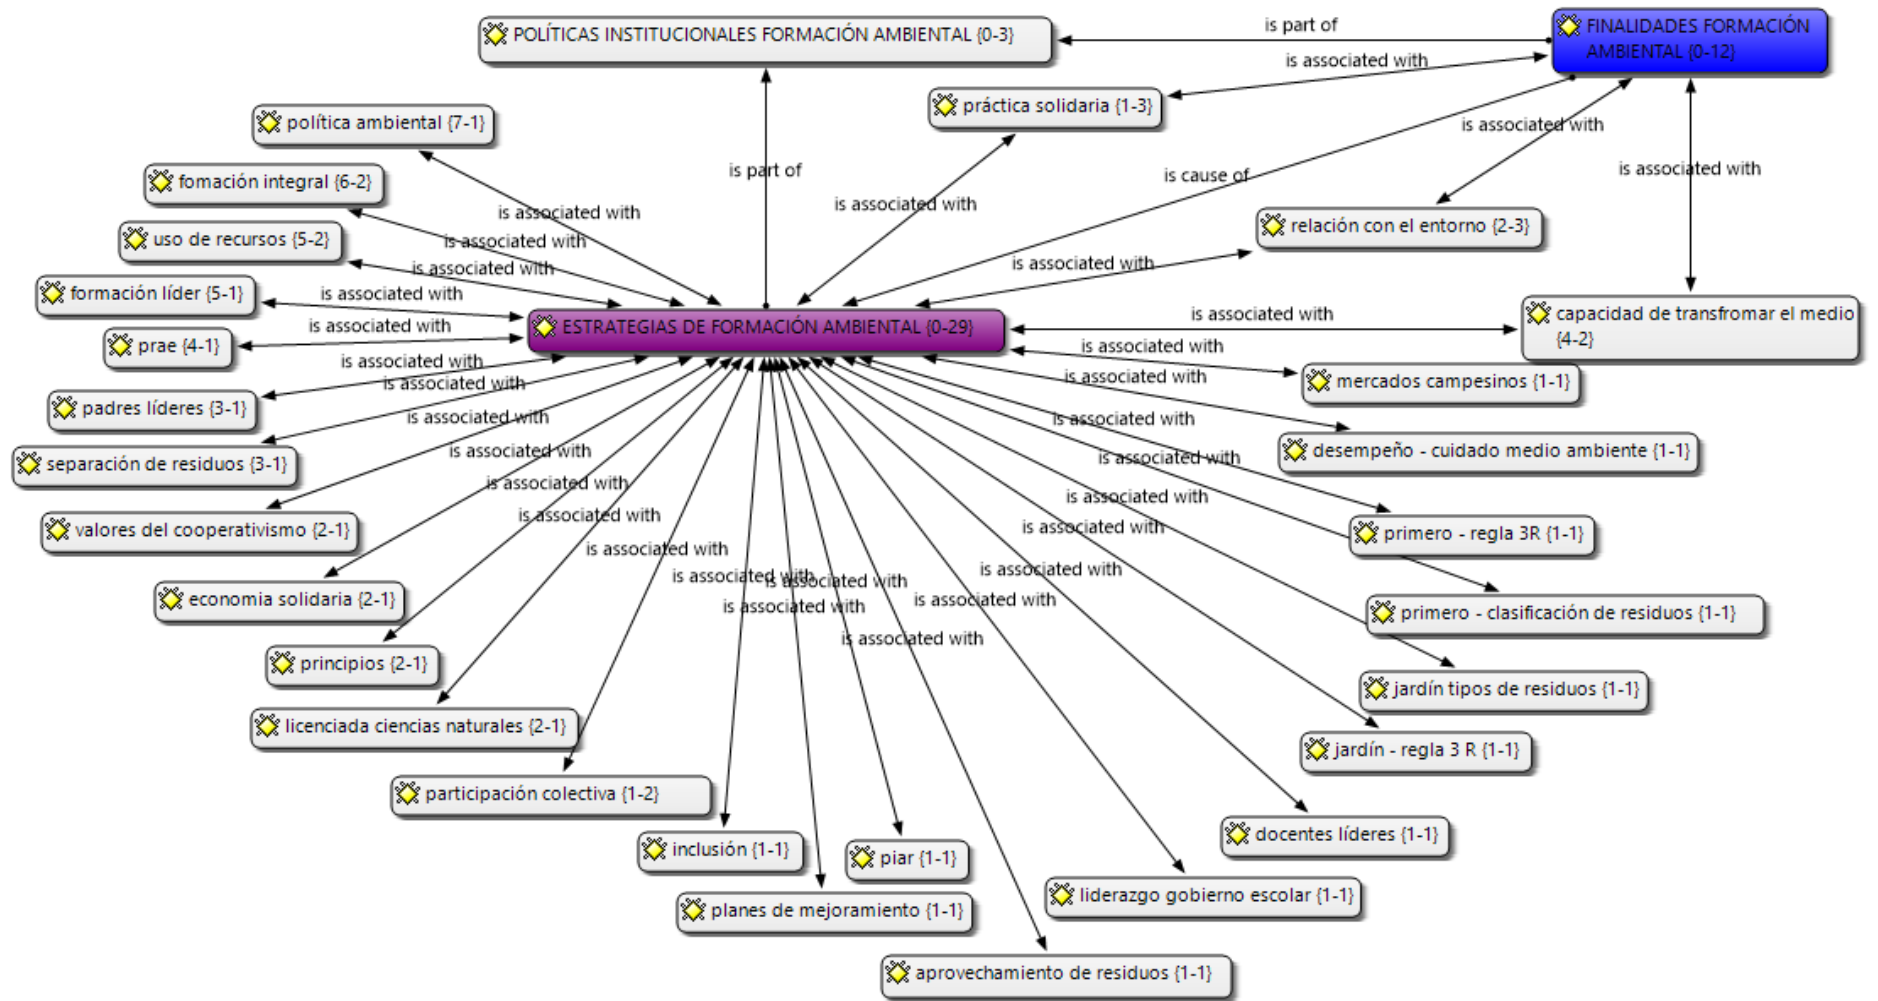 POLÍTICAS INSTITUCIONALES FORMACIÓN AMBIENTAL {0-3}
is part of
FINALIDADES FORMACIÓN
AMBIENTAL {0-12}
is associated with
práctica solidaria {1-3}
política ambiental {7-1}
is associated with
is part of
is cause of
is associated with
fomación integral {6-2}
is associated with
is associated with
relación con el entorno {2-3}
uso de recursos {5-2}
is associated with
is associated with
is associated with
formación líder {5-1}
is associated with
is associated with
ESTRATEGIAS DE FORMACIÓN AMBIENTAL {0-29}
is associated with
capacidad de transfromar el medio
{4-2}
prae {4-1}
is associated with
is associated with
is associated with
is associated with
is associated with
mercados campesinos {1-1}
padres líderes {3-1}
is associated with
is associated with
desempeño - cuidado medio ambiente {1-1}
separación de residuos {3-1}
is associated with
is associated with
is associated with
is associated with
valores del cooperativismo {2-1}
is associated with
is associated with
primero - regla 3R {1-1}
is associated with
is associated with
is associated with
is associated with
economia solidaria {2-1}
is associated with
is associated with
primero - clasificación de residuos {1-1}
is associated with
principios {2-1}
jardín tipos de residuos {1-1}
licenciada ciencias naturales {2-1}
jardín - regla 3 R {1-1}
participación colectiva {1-2}
docentes líderes {1-1}
inclusión {1-1}
piar {1-1}
liderazgo gobierno escolar {1-1}
planes de mejoramiento {1-1}
aprovechamiento de residuos {1-1}